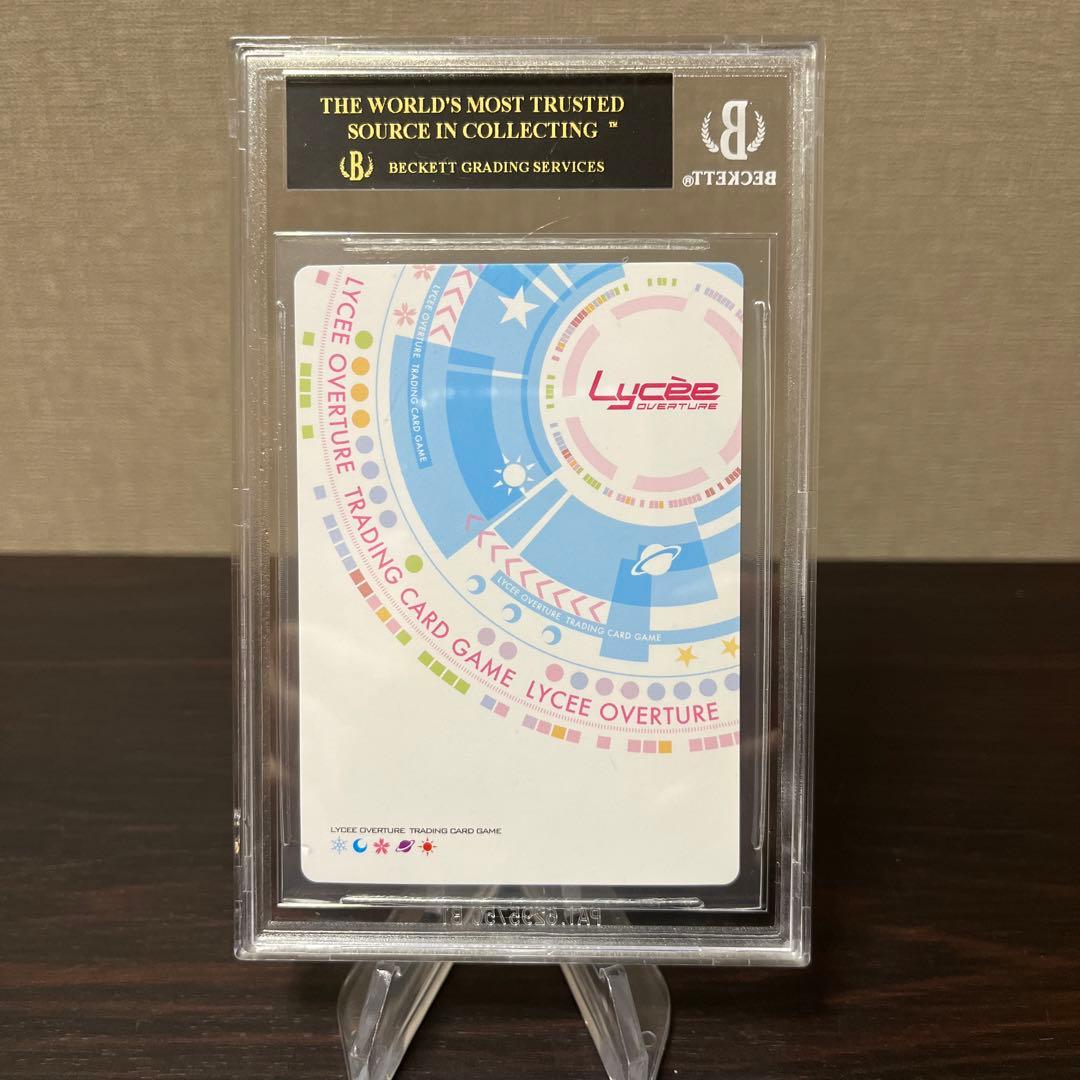 THE WORLD'S MOST TRUSTED
SOURCE IN COLLECTING ™
B BECKETT GRADING SERVICES
B
BECKETT®
LYCEE OVERTURE TRADING CARD GAME LYCEE OVERTURE
LYCEE OVERTURE TRADING CARD GAME
Lycèe
OVERTURE
LYCEE OVERTURE TRADING CARD GAME
LYCEE OVERTURE TRADING CARD GAME